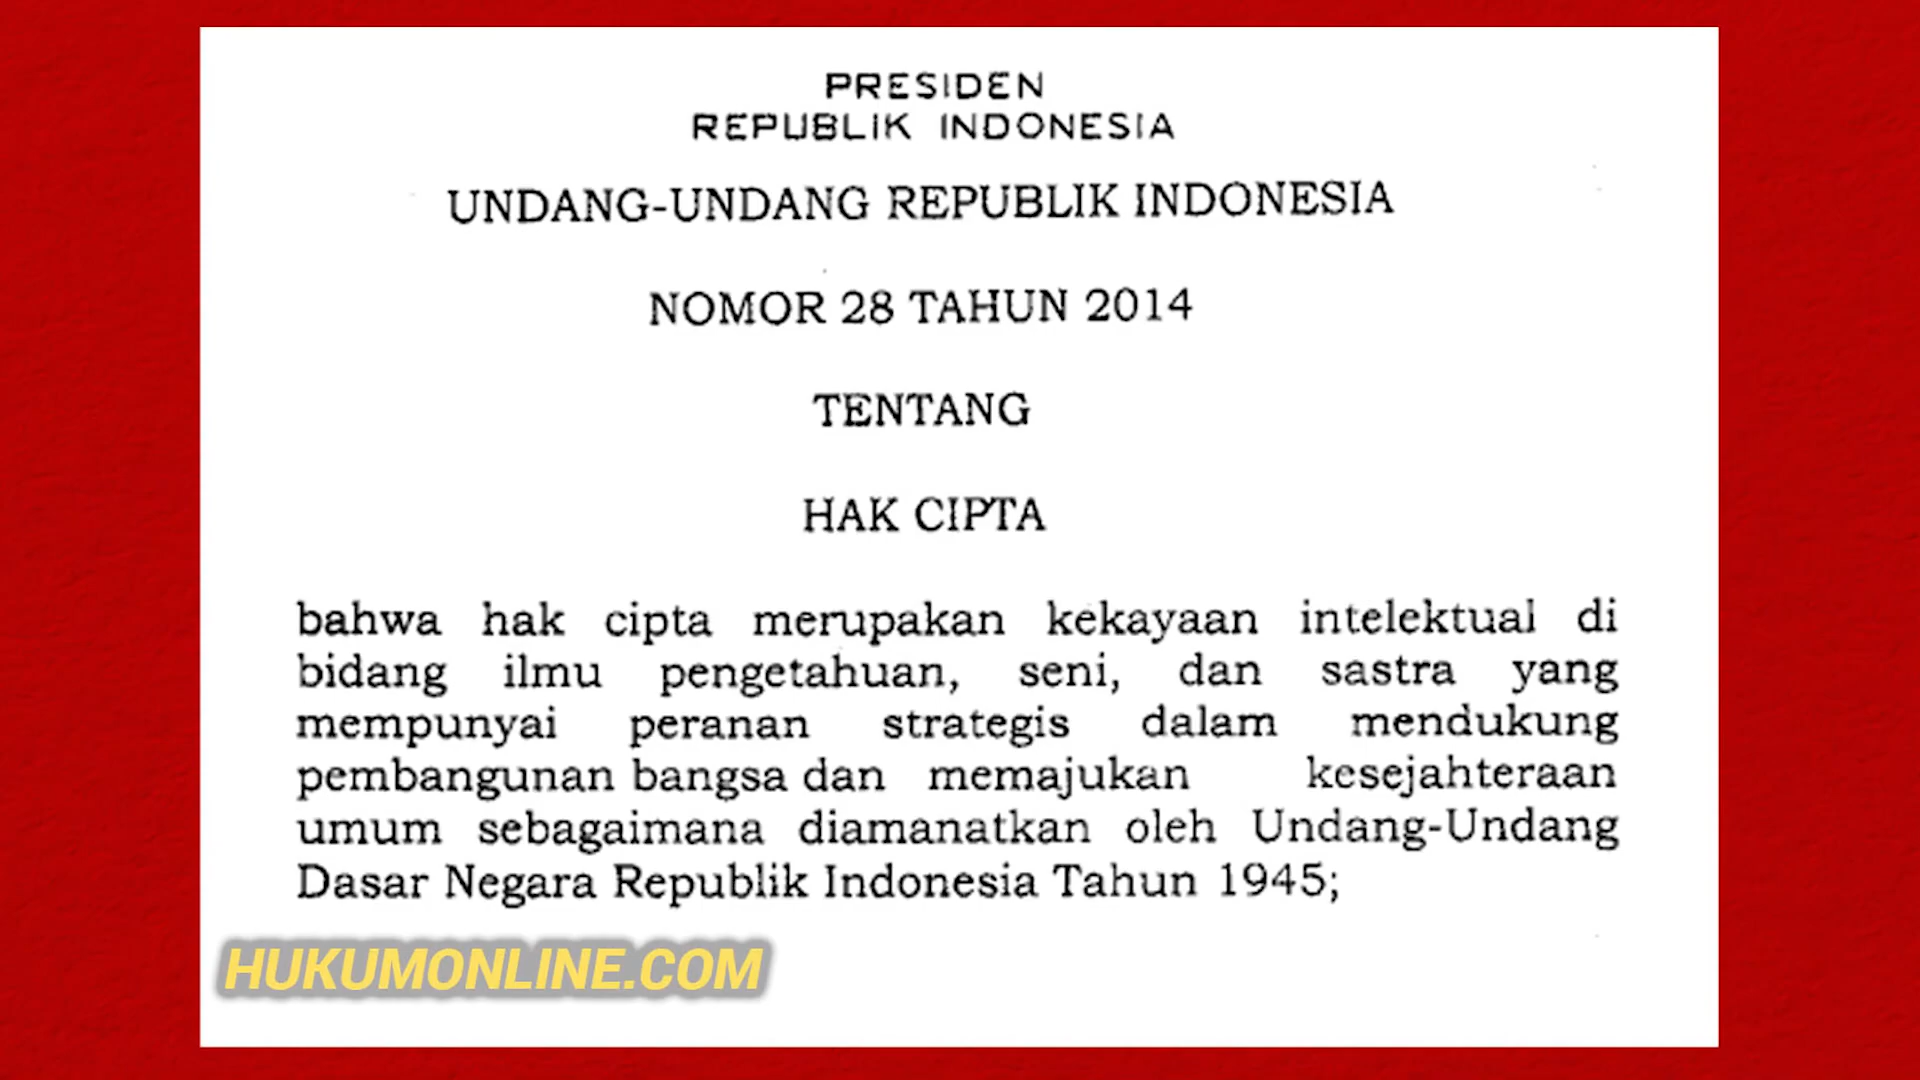 PRESIDEN
REPUBLIK INDONESIA
UNDANG-UNDANG REPUBLIK INDONESIA
NOMOR 28 TAHUN 2014
TENTANG
HAK CIPTA
bahwa hak cipta merupakan kekayaan intelektual di
bidang ilmu pengetahuan, seni, dan sastra yang
mempunyai peranan strategis dalam mendukung
pembangunan bangsa dan memajukan kesejahteraan
umum sebagaimana diamanatkan oleh Undang-Undang
Dasar Negara Republik Indonesia Tahun 1945;
HUKUMONLINE.COM